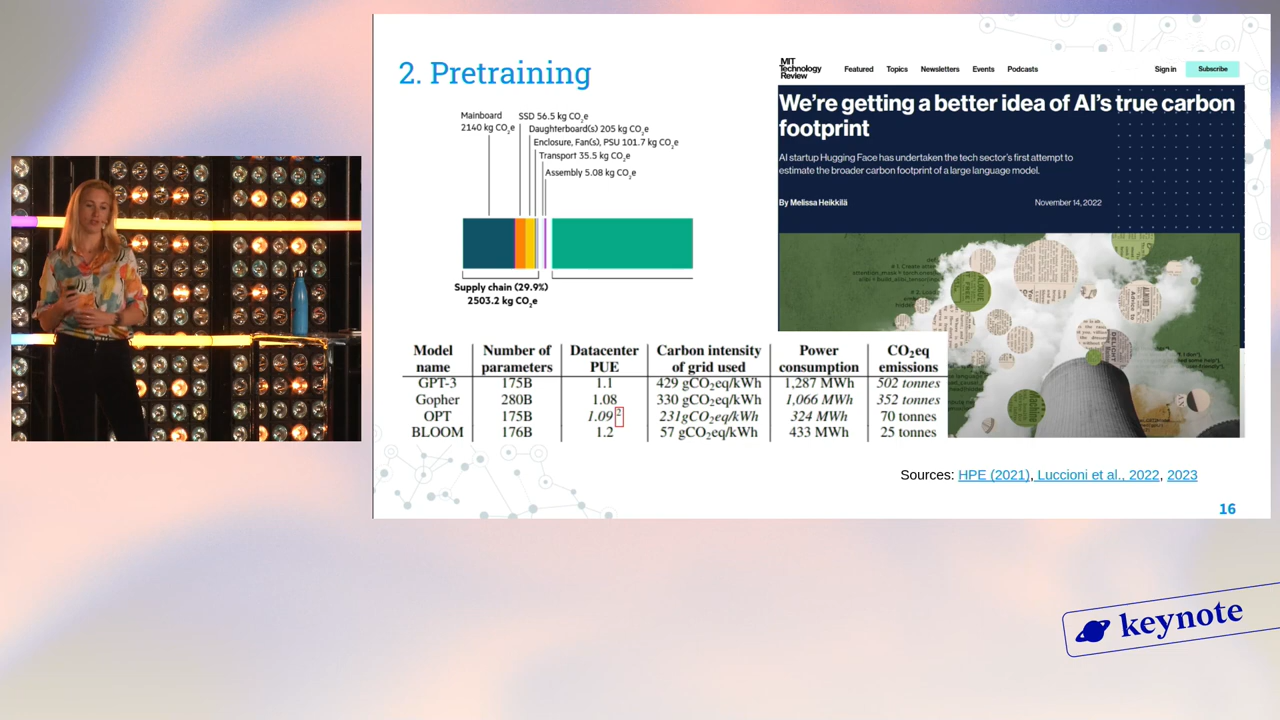 2. Pretraining
Mainboard
2140 kg CO2e
SSD 56.5 kg CO2e
Daughterboard(s) 205 kg CO2e
Enclosure, Fan(s), PSU 101.7 kg CO2e
Transport 35.5 kg CO2e
Assembly 5.08 kg CO2e
Supply chain (29.9%)
2503.2 kg CO2e
MIT
Technology
Review
Featured Topics Newsletters Events Podcasts Sign in Subscribe
We're getting a better idea of AI's true carbon
footprint
AI startup Hugging Face has undertaken the tech sector's first attempt to
estimate the broader carbon footprint of a large language model.
By Melissa Heikkilä November 14, 2022
Model name Number of parameters Datacenter PUE Carbon intensity of grid used Power consumption CO2eq emissions
GPT-3 175B 1.1 429 gCO2eq/kWh 1,287 MWh 502 tonnes
Gopher 280B 1.08 330 gCO2eq/kWh 1,066 MWh 352 tonnes
OPT 175B 1.09 2 231gCO2eq/kWh 324 MWh 70 tonnes
BLOOM 176B 1.2 57 gCO2eq/kWh 433 MWh 25 tonnes
Sources: HPE (2021), Luccioni et al., 2022, 2023
16
keynote